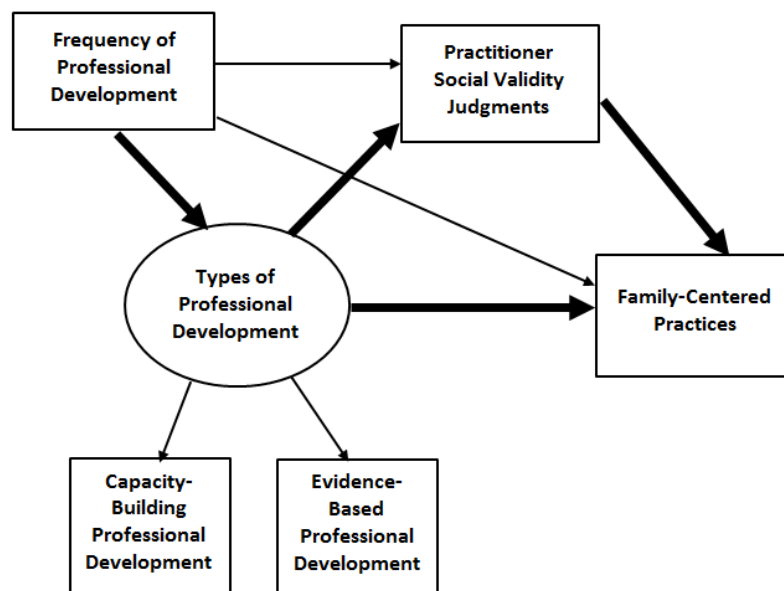 Frequency of
Professional
Development
Practitioner
Social Validity
Judgments
Types of
Professional
Development
Family-Centered
Practices
Capacity-
Building
Professional
Development
Evidence-
Based
Professional
Development